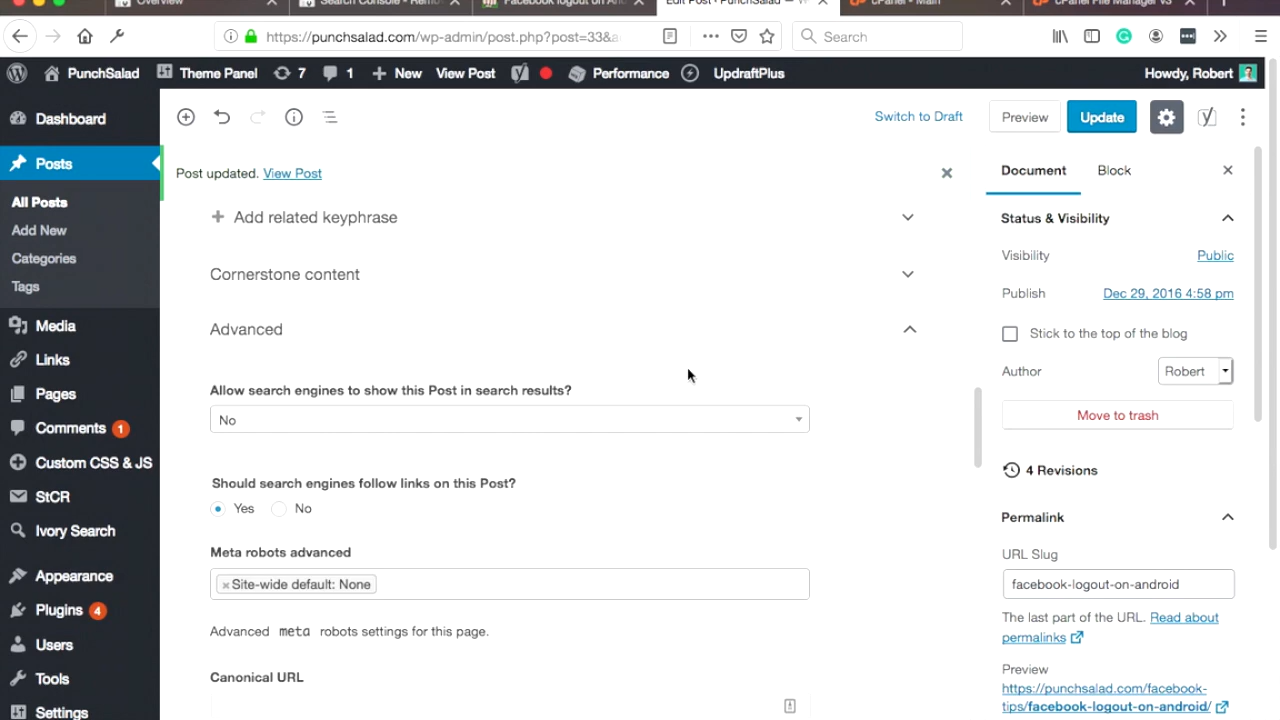 Overview
Search Console - Remo
Facebook logout on And
Edit Post ‹ PunchSalad — W
cPanel - Main
cPanel File Manager v3
https://punchsalad.com/wp-admin/post.php?post=33&a
Search
PunchSalad
Theme Panel
7
1
New
View Post
Performance
UpdraftPlus
Howdy, Robert
Dashboard
Posts
All Posts
Add New
Categories
Tags
Media
Links
Pages
Comments 1
Custom CSS & JS
StCR
Ivory Search
Appearance
Plugins 4
Users
Tools
Settings
Switch to Draft
Preview
Update
Post updated. View Post
Add related keyphrase
Cornerstone content
Advanced
Allow search engines to show this Post in search results?
No
Should search engines follow links on this Post?
Yes
No
Meta robots advanced
×Site-wide default: None
Advanced meta robots settings for this page.
Canonical URL
Document
Block
Status & Visibility
Visibility
Public
Publish
Dec 29, 2016 4:58 pm
Stick to the top of the blog
Author
Robert
Move to trash
4 Revisions
Permalink
URL Slug
facebook-logout-on-android
The last part of the URL. Read about
permalinks
Preview
https://punchsalad.com/facebook-
tips/facebook-logout-on-android/